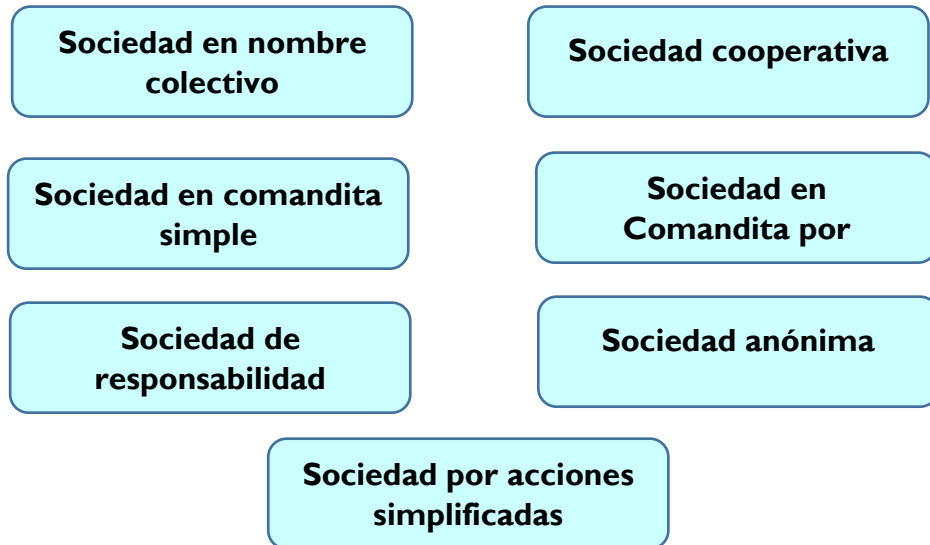 Sociedad en nombre
colectivo
Sociedad cooperativa
Sociedad en comandita
simple
Sociedad en
Comandita por
Sociedad de
responsabilidad
Sociedad anónima
Sociedad por acciones
simplificadas